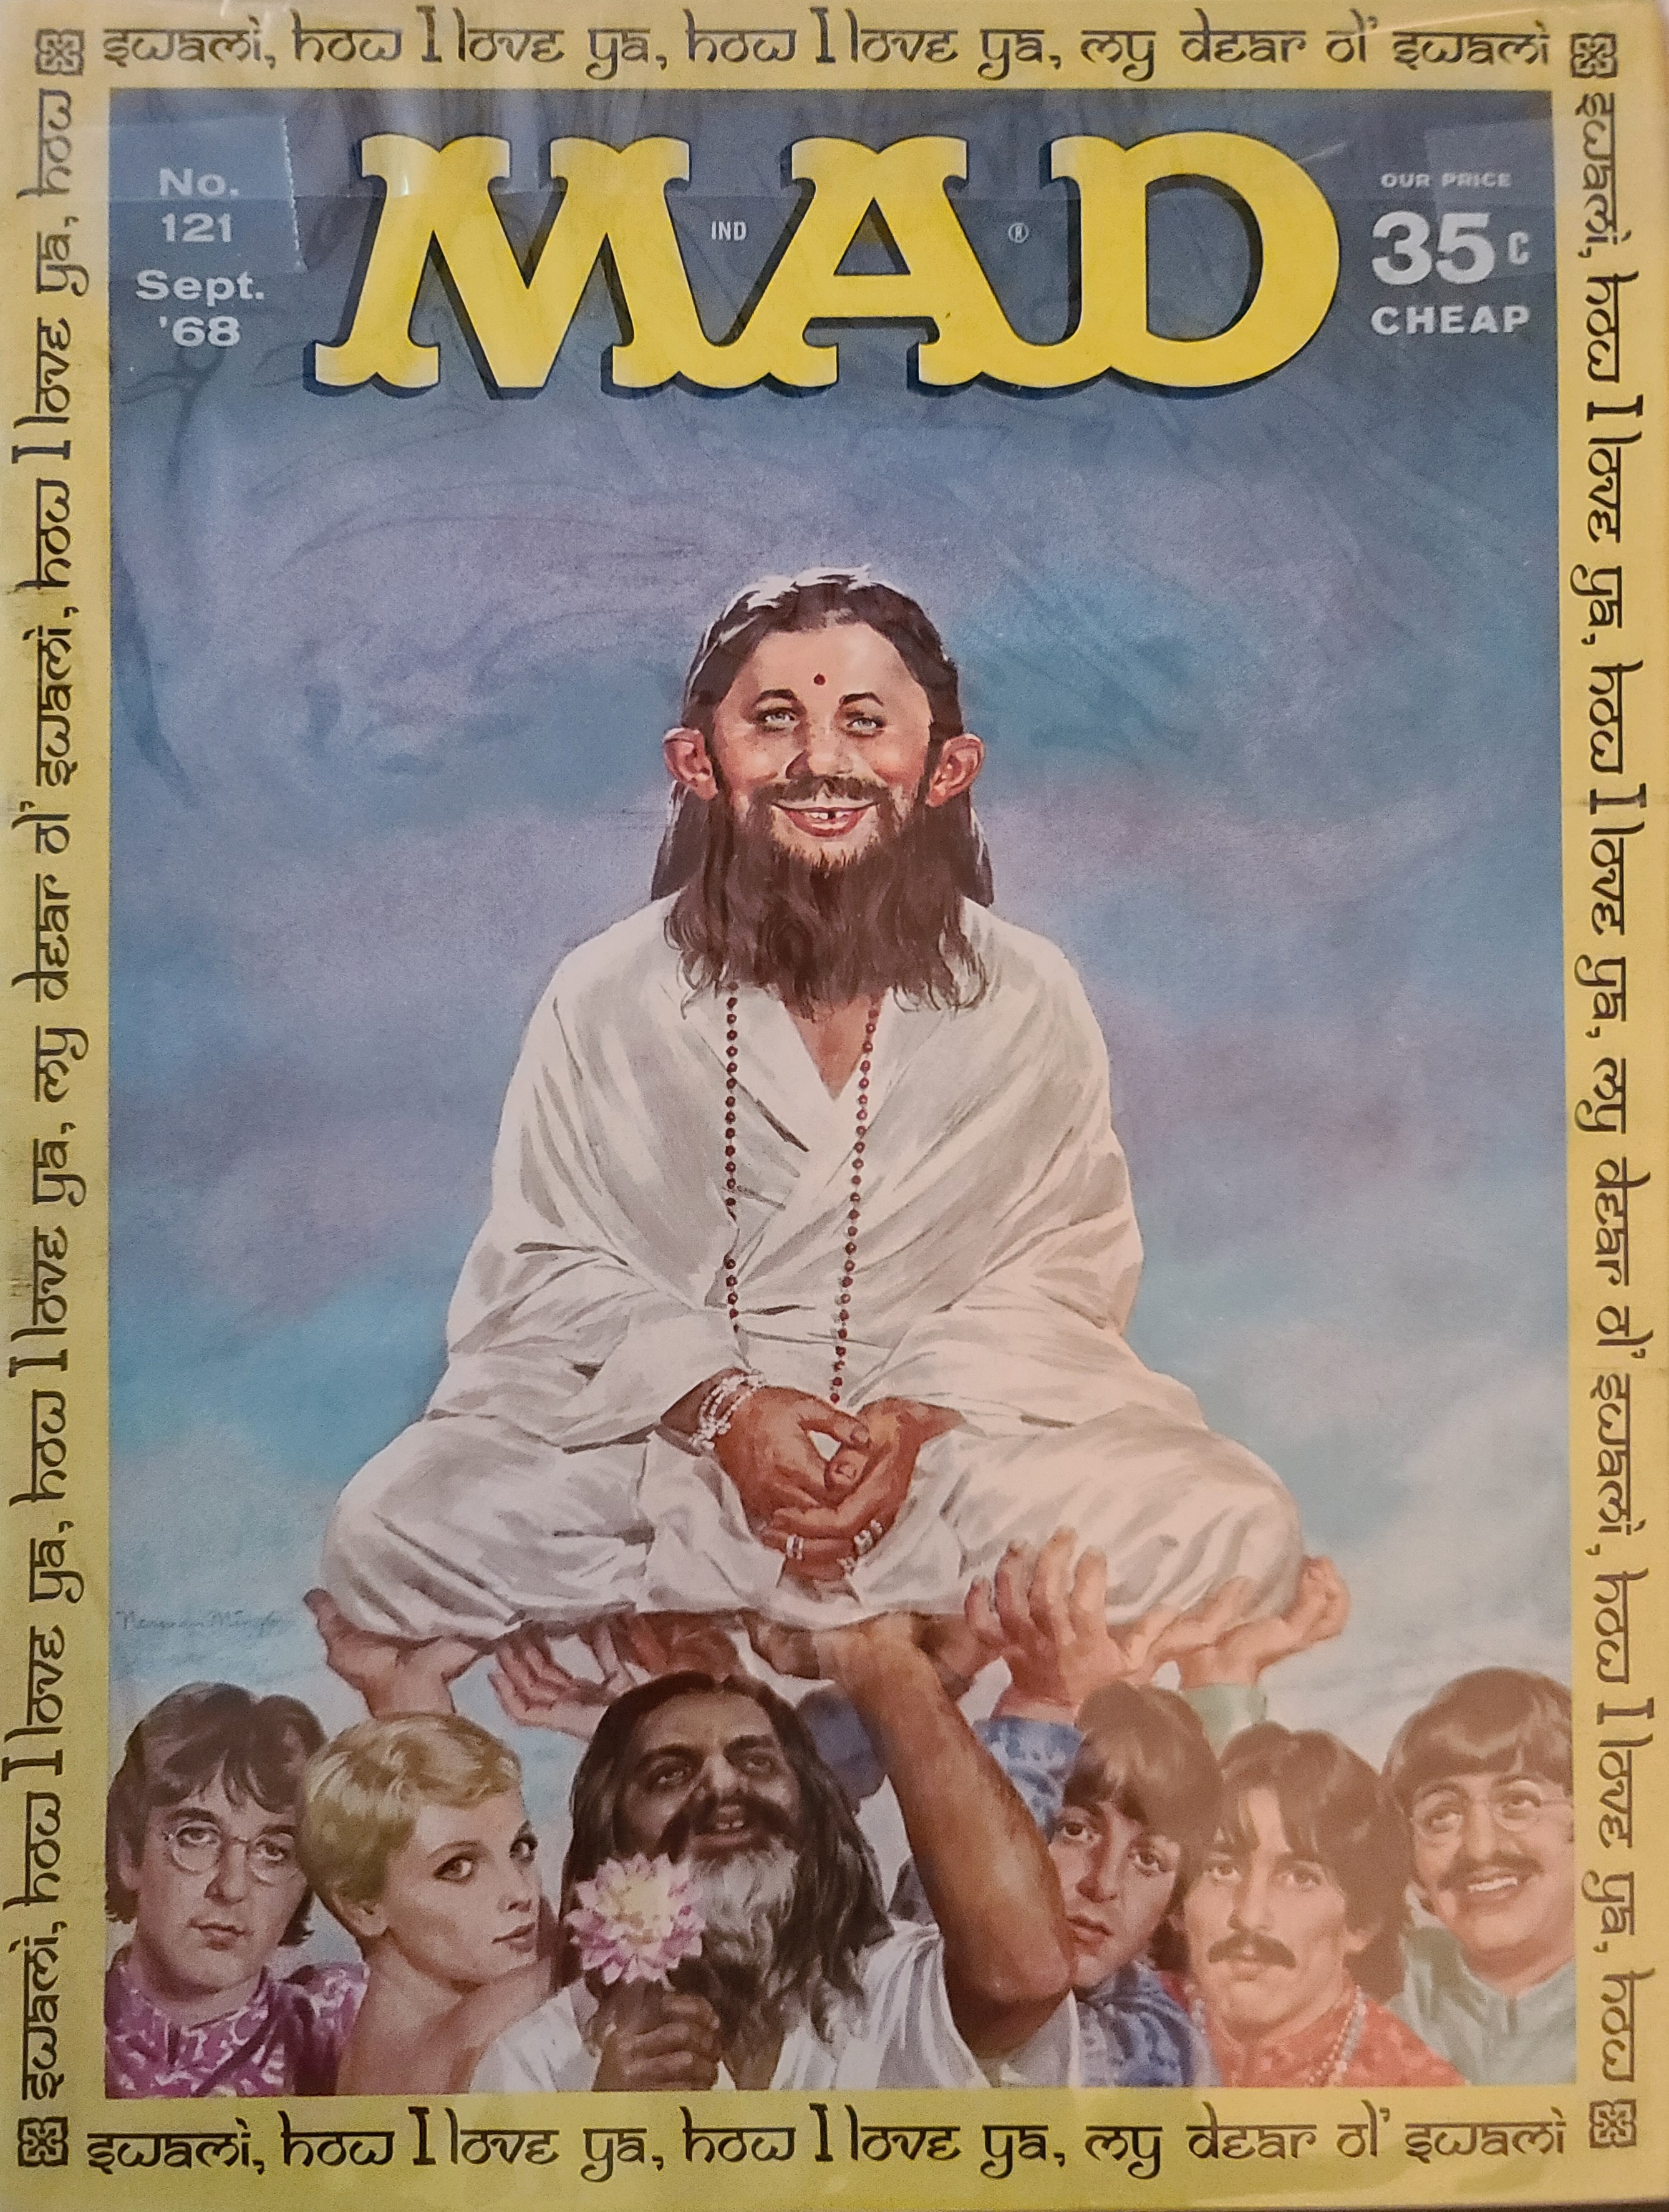 swami, how I love ya, how I love ya, my dear ol' swami
No.
121
Sept.
'68
MAD
IND
®
OUR PRICE
35 C
CHEAP
swami, how I love ya, how I love ya, my dear ol' swami, how I love ya, how
swami, how I love ya, how I love ya, my dear ol' swami, how I love ya, how
Norman Mingo
swami, how I love ya, how I love ya, my dear ol' swami